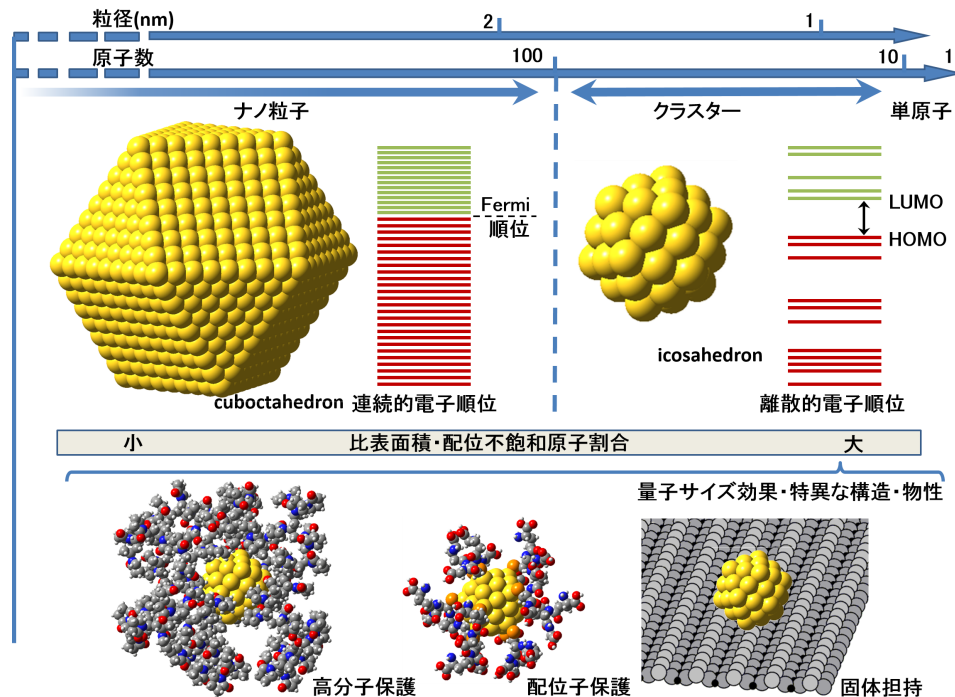 粒径(nm) 2 1
原子数 100 10 1
ナノ粒子 クラスター 単原子
Fermi
順位
LUMO
HOMO
icosahedron
cuboctahedron 連続的電子順位 離散的電子順位
小 比表面積・配位不飽和原子割合 大
量子サイズ効果・特異な構造・物性
高分子保護 配位子保護 固体担持